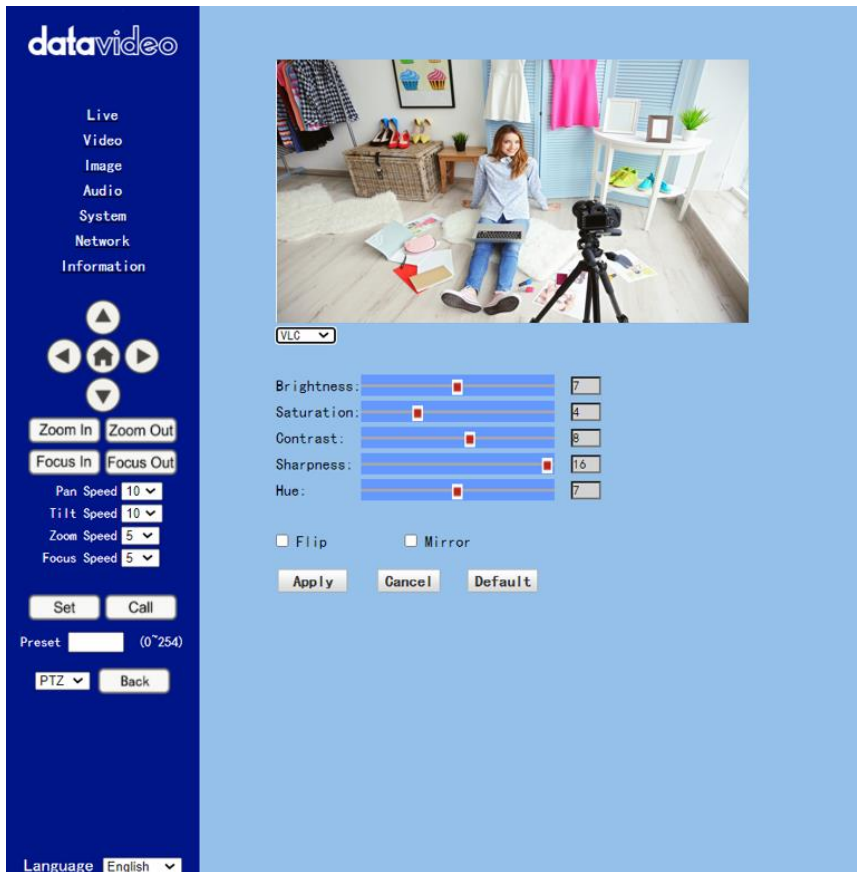 datavideo
Live
Video
Image
Audio
System
Network
Information
Zoom In Zoom Out
Focus In Focus Out
Pan Speed 10
Tilt Speed 10
Zoom Speed 5
Focus Speed 5
Set Call
Preset (0~254)
PTZ Back
Language English
VLC
Brightness: 7
Saturation: 4
Contrast: 8
Sharpness: 16
Hue: 7
Flip Mirror
Apply Cancel Default